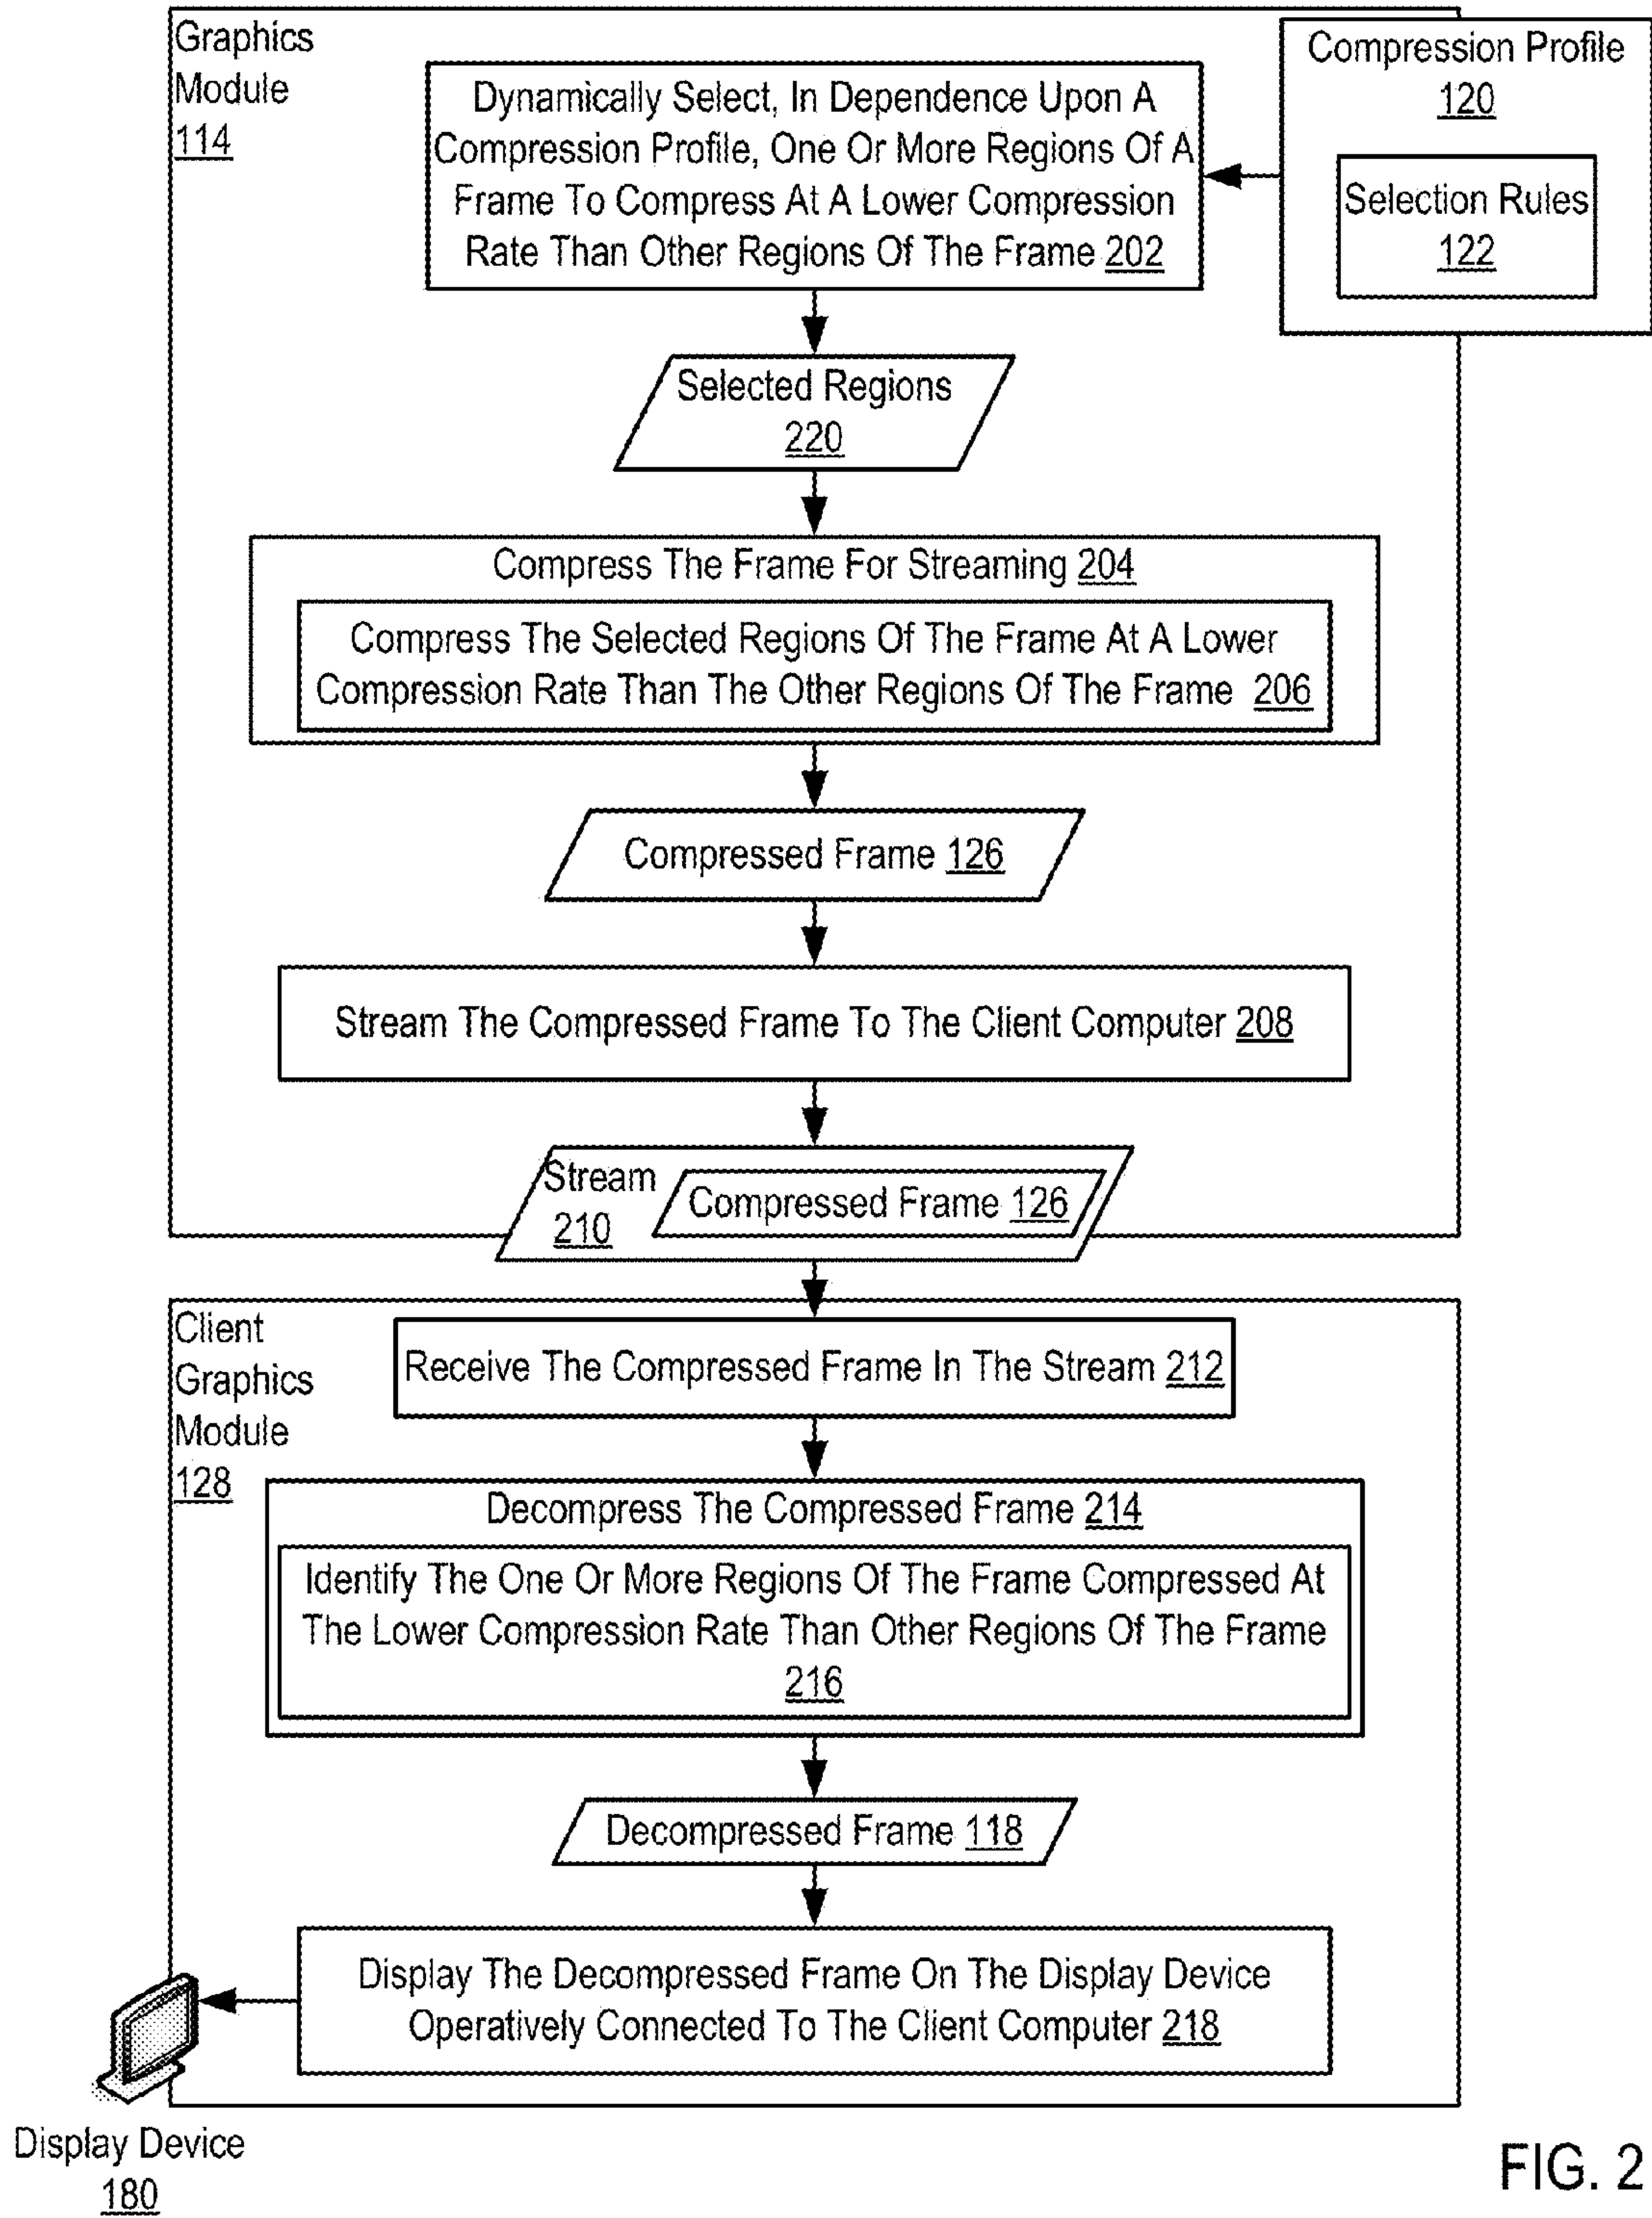 Graphics
Module
114
Compression Profile
120
Selection Rules
122
Dynamically Select, In Dependence Upon A
Compression Profile, One Or More Regions Of A
Frame To Compress At A Lower Compression
Rate Than Other Regions Of The Frame 202
Selected Regions
220
Compress The Frame For Streaming 204
Compress The Selected Regions Of The Frame At A Lower
Compression Rate Than The Other Regions Of The Frame 206
Compressed Frame 126
Stream The Compressed Frame To The Client Computer 208
Stream
210
Compressed Frame 126
Client
Graphics
Module
128
Receive The Compressed Frame In The Stream 212
Decompress The Compressed Frame 214
Identify The One Or More Regions Of The Frame Compressed At
The Lower Compression Rate Than Other Regions Of The Frame
216
Decompressed Frame 118
Display The Decompressed Frame On The Display Device
Operatively Connected To The Client Computer 218
Display Device
180
FIG. 2